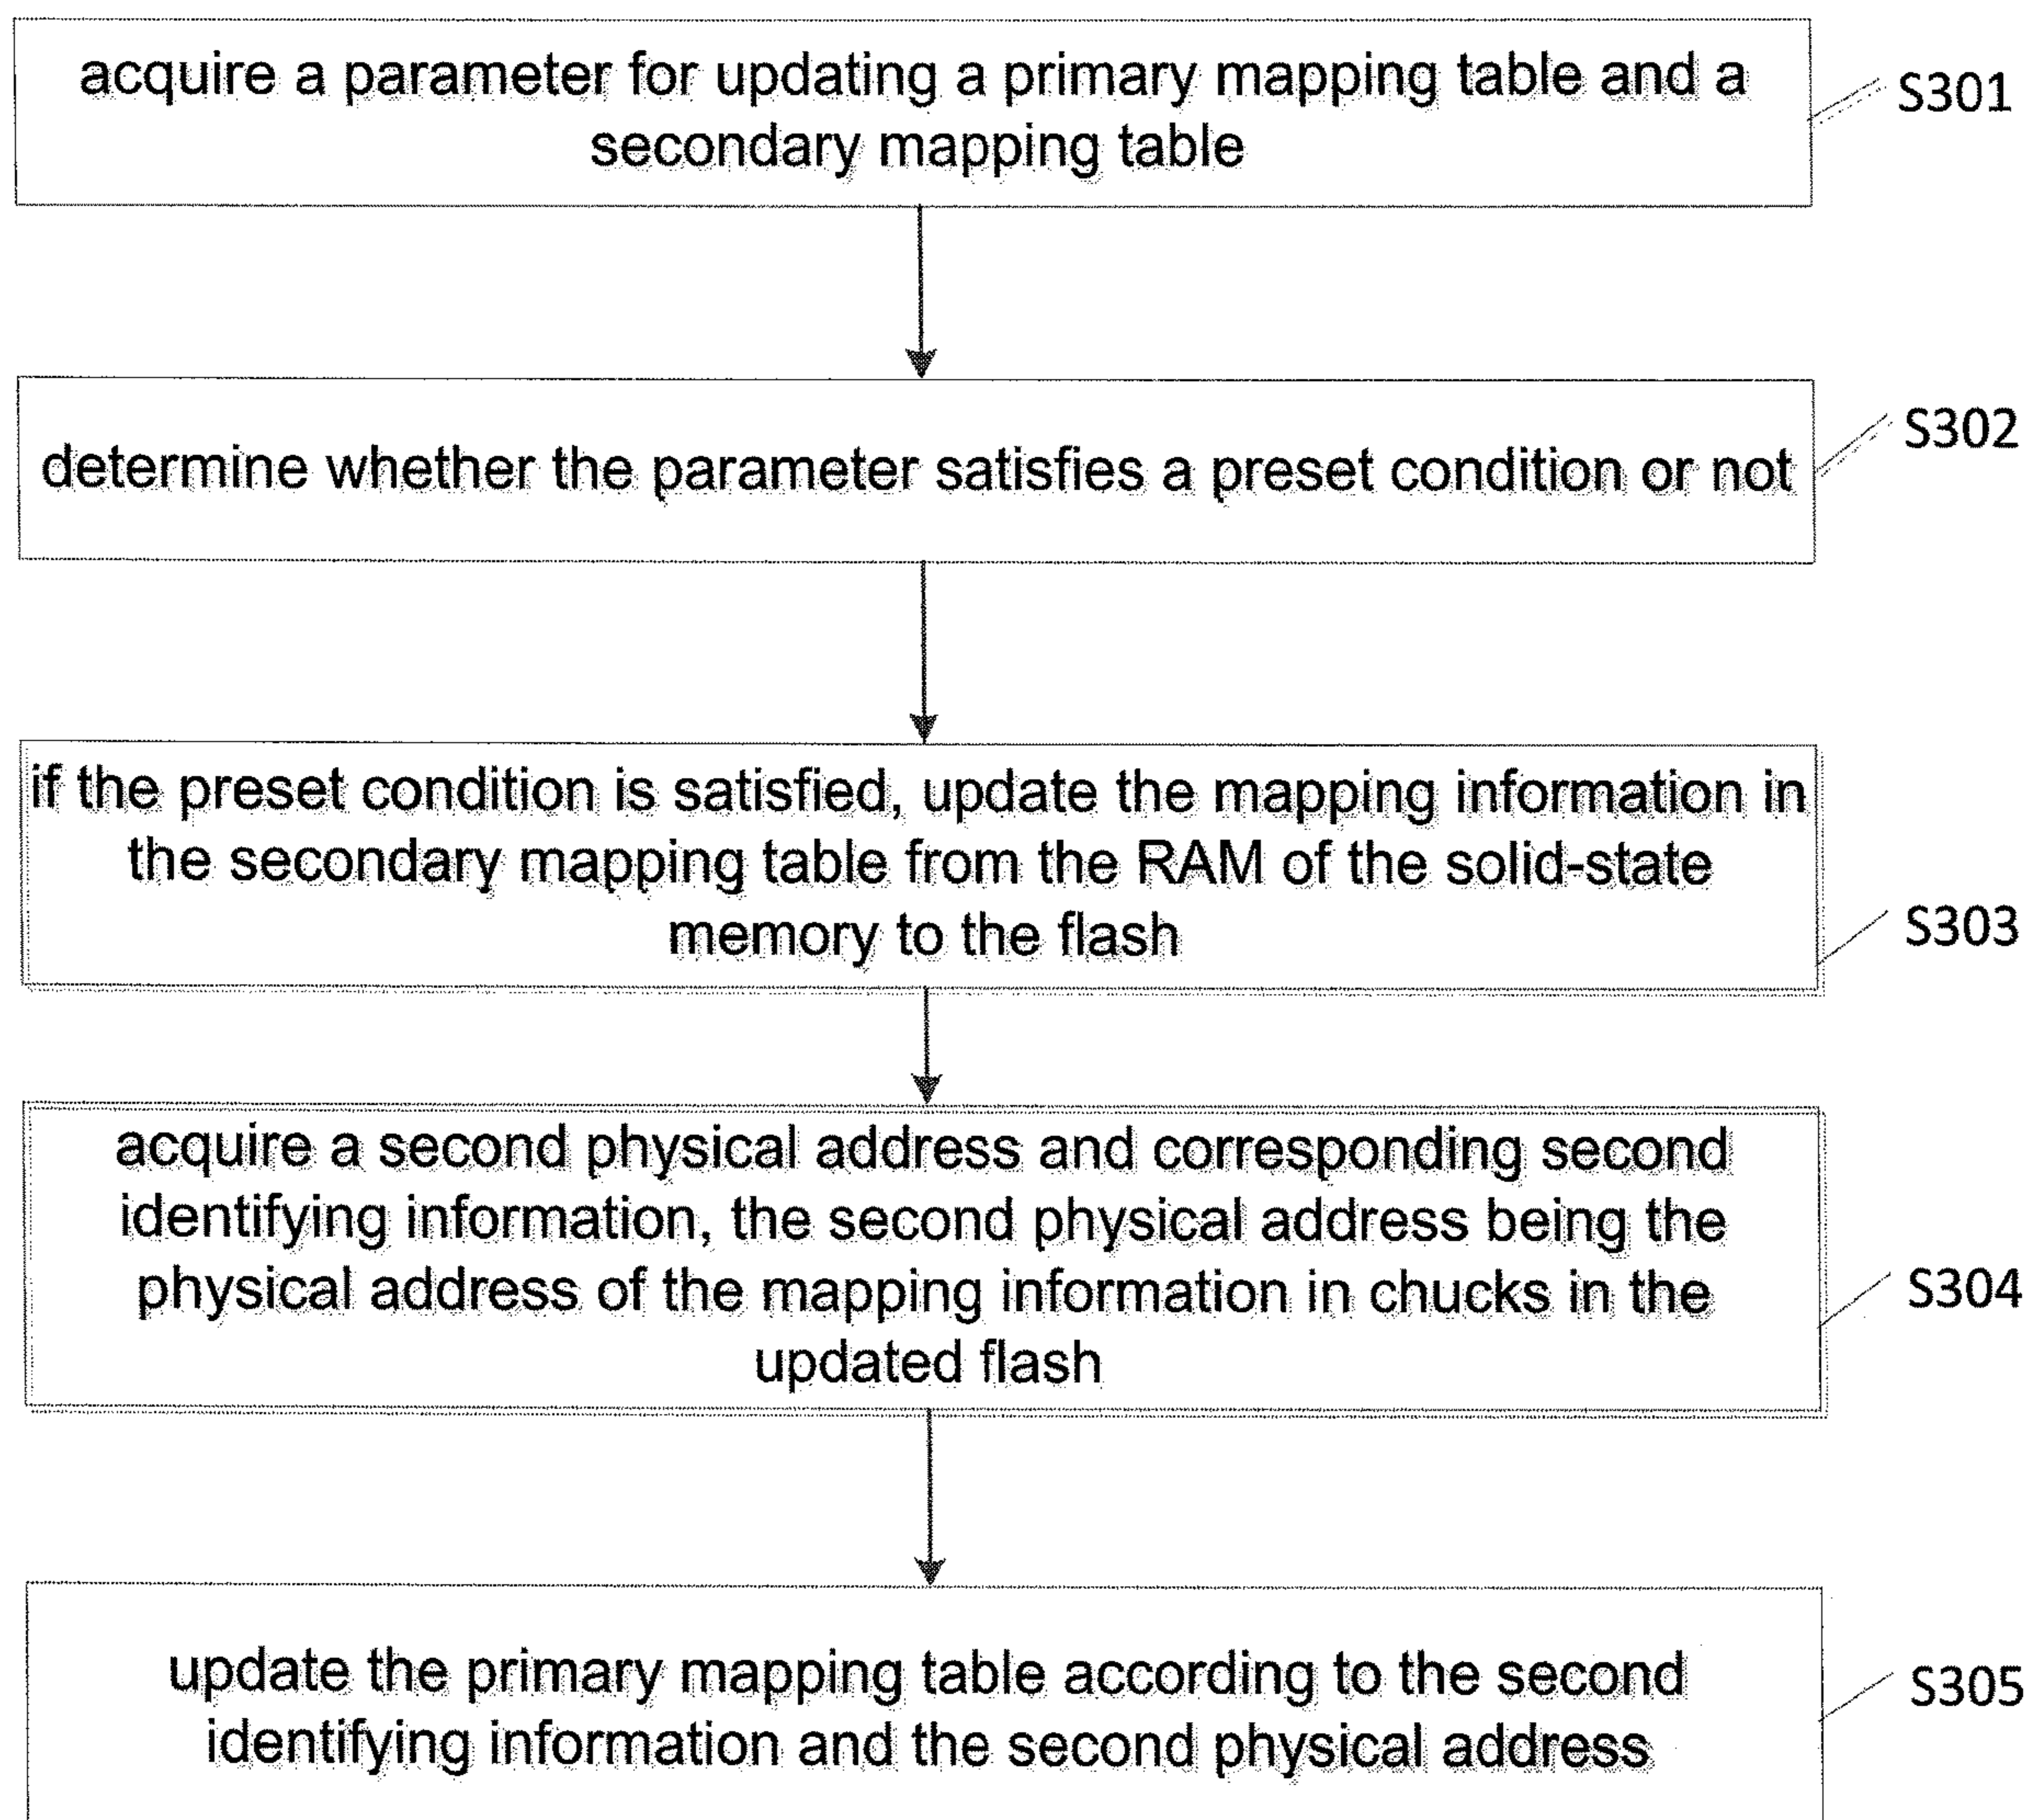 acquire a parameter for updating a primary mapping table and a
secondary mapping table
S301
determine whether the parameter satisfies a preset condition or not
S302
if the preset condition is satisfied, update the mapping information in
the secondary mapping table from the RAM of the solid-state
memory to the flash
S303
acquire a second physical address and corresponding second
identifying information, the second physical address being the
physical address of the mapping information in chucks in the
updated flash
S304
update the primary mapping table according to the second
identifying information and the second physical address
S305